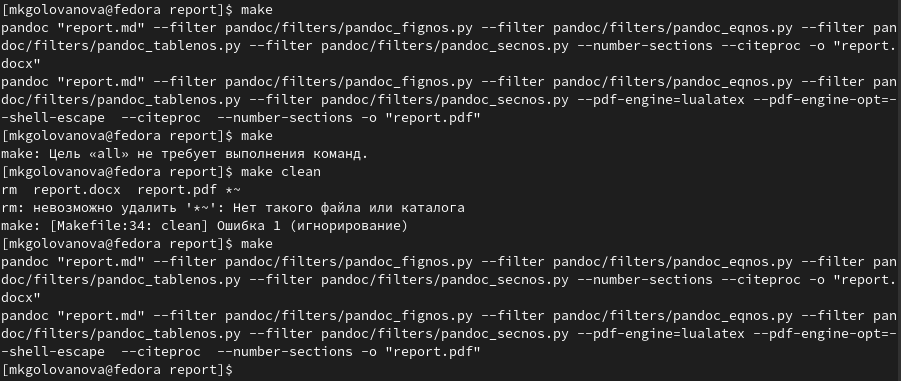 [mkgolovanova@fedora report]$ make
pandoc "report.md" --filter pandoc/filters/pandoc_fignos.py --filter pandoc/filters/pandoc_eqnos.py --filter pan
doc/filters/pandoc_tablenos.py --filter pandoc/filters/pandoc_secnos.py --number-sections --citeproc -o "report.
docx"
pandoc "report.md" --filter pandoc/filters/pandoc_fignos.py --filter pandoc/filters/pandoc_eqnos.py --filter pan
doc/filters/pandoc_tablenos.py --filter pandoc/filters/pandoc_secnos.py --pdf-engine=lualatex --pdf-engine-opt=-
-shell-escape  --citeproc  --number-sections -o "report.pdf"
[mkgolovanova@fedora report]$ make
make: Цель «all» не требует выполнения команд.
[mkgolovanova@fedora report]$ make clean
rm  report.docx  report.pdf *~
rm: невозможно удалить '*~': Нет такого файла или каталога
make: [Makefile:34: clean] Ошибка 1 (игнорирование)
[mkgolovanova@fedora report]$ make
pandoc "report.md" --filter pandoc/filters/pandoc_fignos.py --filter pandoc/filters/pandoc_eqnos.py --filter pan
doc/filters/pandoc_tablenos.py --filter pandoc/filters/pandoc_secnos.py --number-sections --citeproc -o "report.
docx"
pandoc "report.md" --filter pandoc/filters/pandoc_fignos.py --filter pandoc/filters/pandoc_eqnos.py --filter pan
doc/filters/pandoc_tablenos.py --filter pandoc/filters/pandoc_secnos.py --pdf-engine=lualatex --pdf-engine-opt=-
-shell-escape  --citeproc  --number-sections -o "report.pdf"
[mkgolovanova@fedora report]$